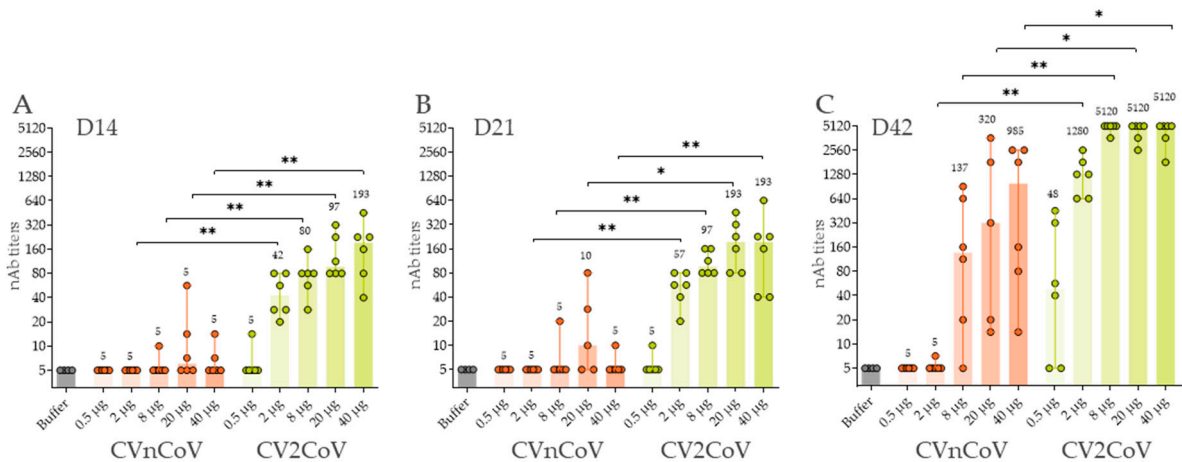 A
D14
nAb titers
5120
2560
1280
640
320
160
80
40
20
10
5
5
5
5
5
5
5
42
80
97
193
**
**
**
**
Buffer
0.5 µg
2 µg
8 µg
20 µg
40 µg
0.5 µg
2 µg
8 µg
20 µg
40 µg
CVnCoV
CV2CoV
B
D21
nAb titers
5120
2560
1280
640
320
160
80
40
20
10
5
5
5
5
10
5
5
57
97
193
193
**
**
*
**
Buffer
0.5 µg
2 µg
8 µg
20 µg
40 µg
0.5 µg
2 µg
8 µg
20 µg
40 µg
CVnCoV
CV2CoV
C
D42
nAb titers
5120
2560
1280
640
320
160
80
40
20
10
5
5
5
137
320
985
48
1280
5120
5120
5120
**
**
*
*
Buffer
0.5 µg
2 µg
8 µg
20 µg
40 µg
0.5 µg
2 µg
8 µg
20 µg
40 µg
CVnCoV
CV2CoV